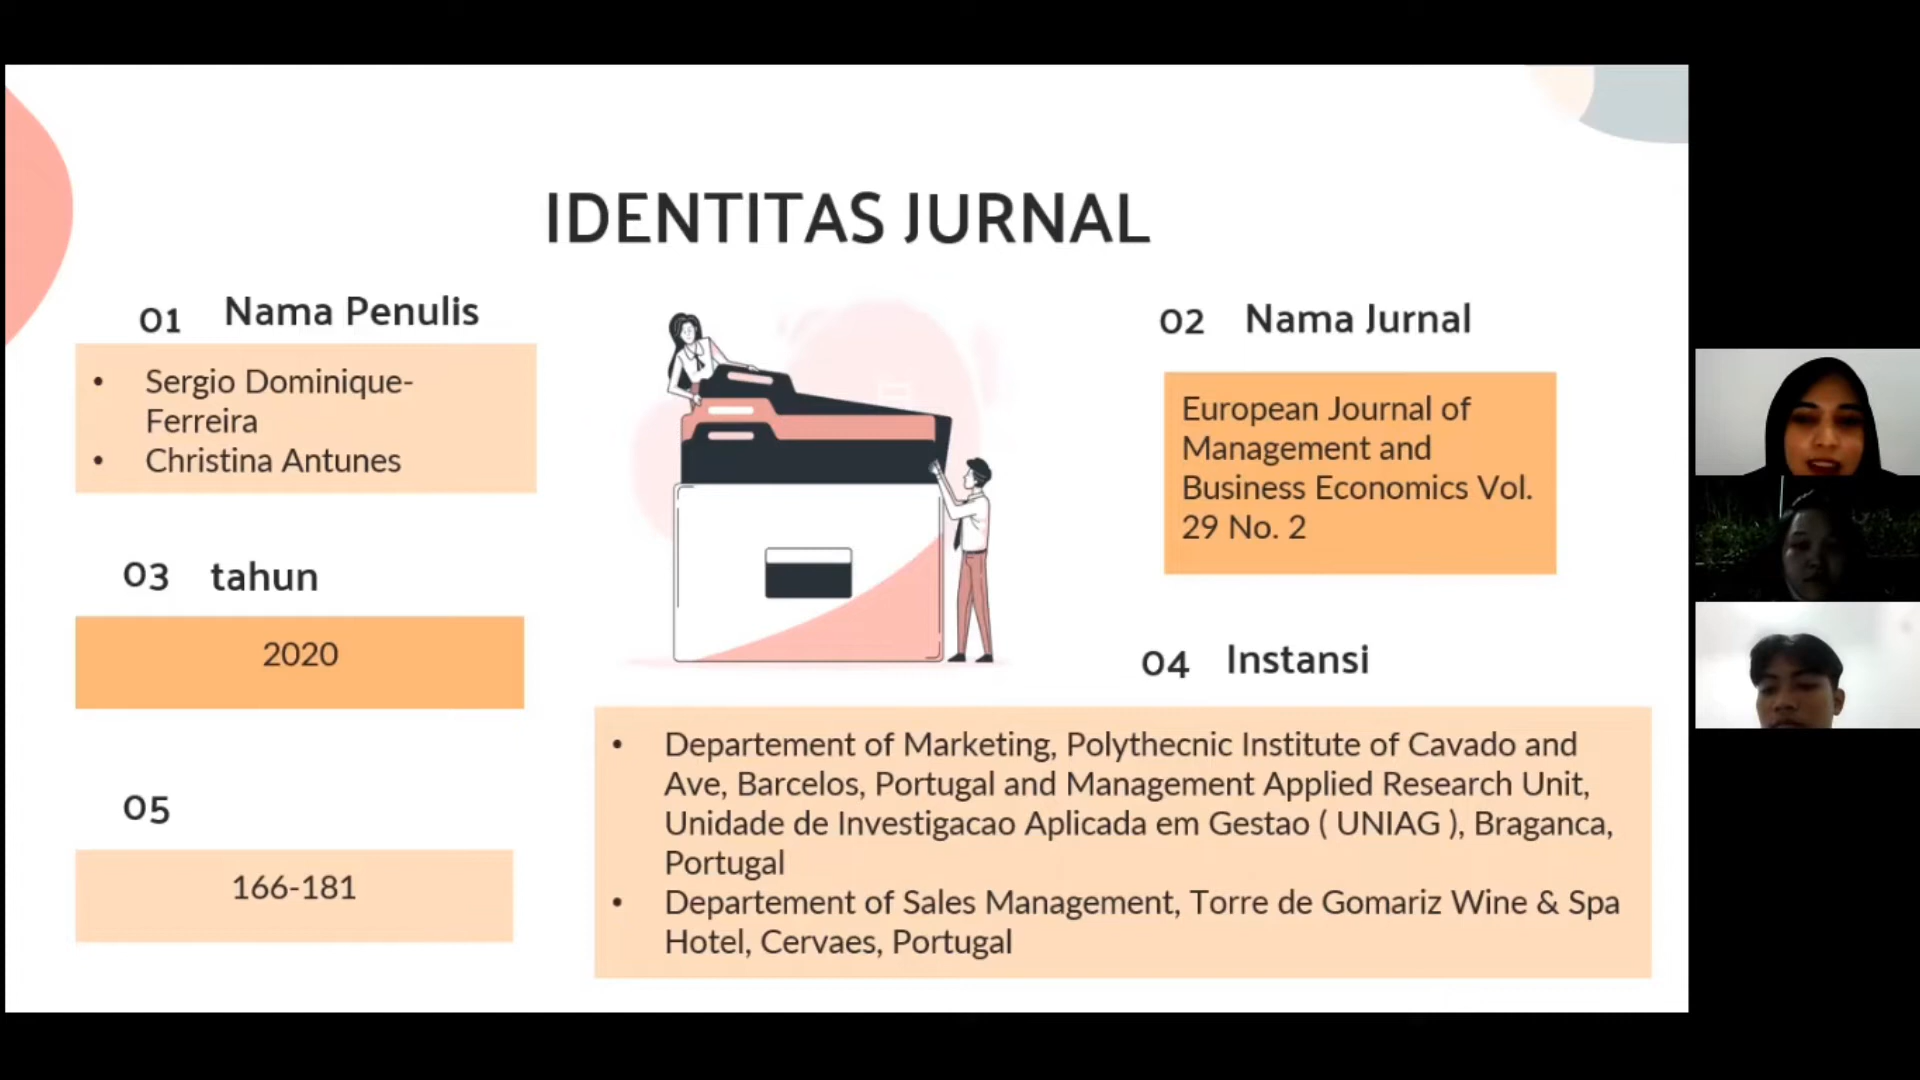 IDENTITAS JURNAL
01 Nama Penulis
• Sergio Dominique-
Ferreira
• Christina Antunes
02 Nama Jurnal
European Journal of
Management and
Business Economics Vol.
29 No. 2
03 tahun
2020
04 Instansi
• Departement of Marketing, Polythecnic Institute of Cavado and
Ave, Barcelos, Portugal and Management Applied Research Unit,
Unidade de Investigacao Aplicada em Gestao ( UNIAG ), Braganca,
Portugal
• Departement of Sales Management, Torre de Gomariz Wine & Spa
Hotel, Cervaes, Portugal
05
166-181